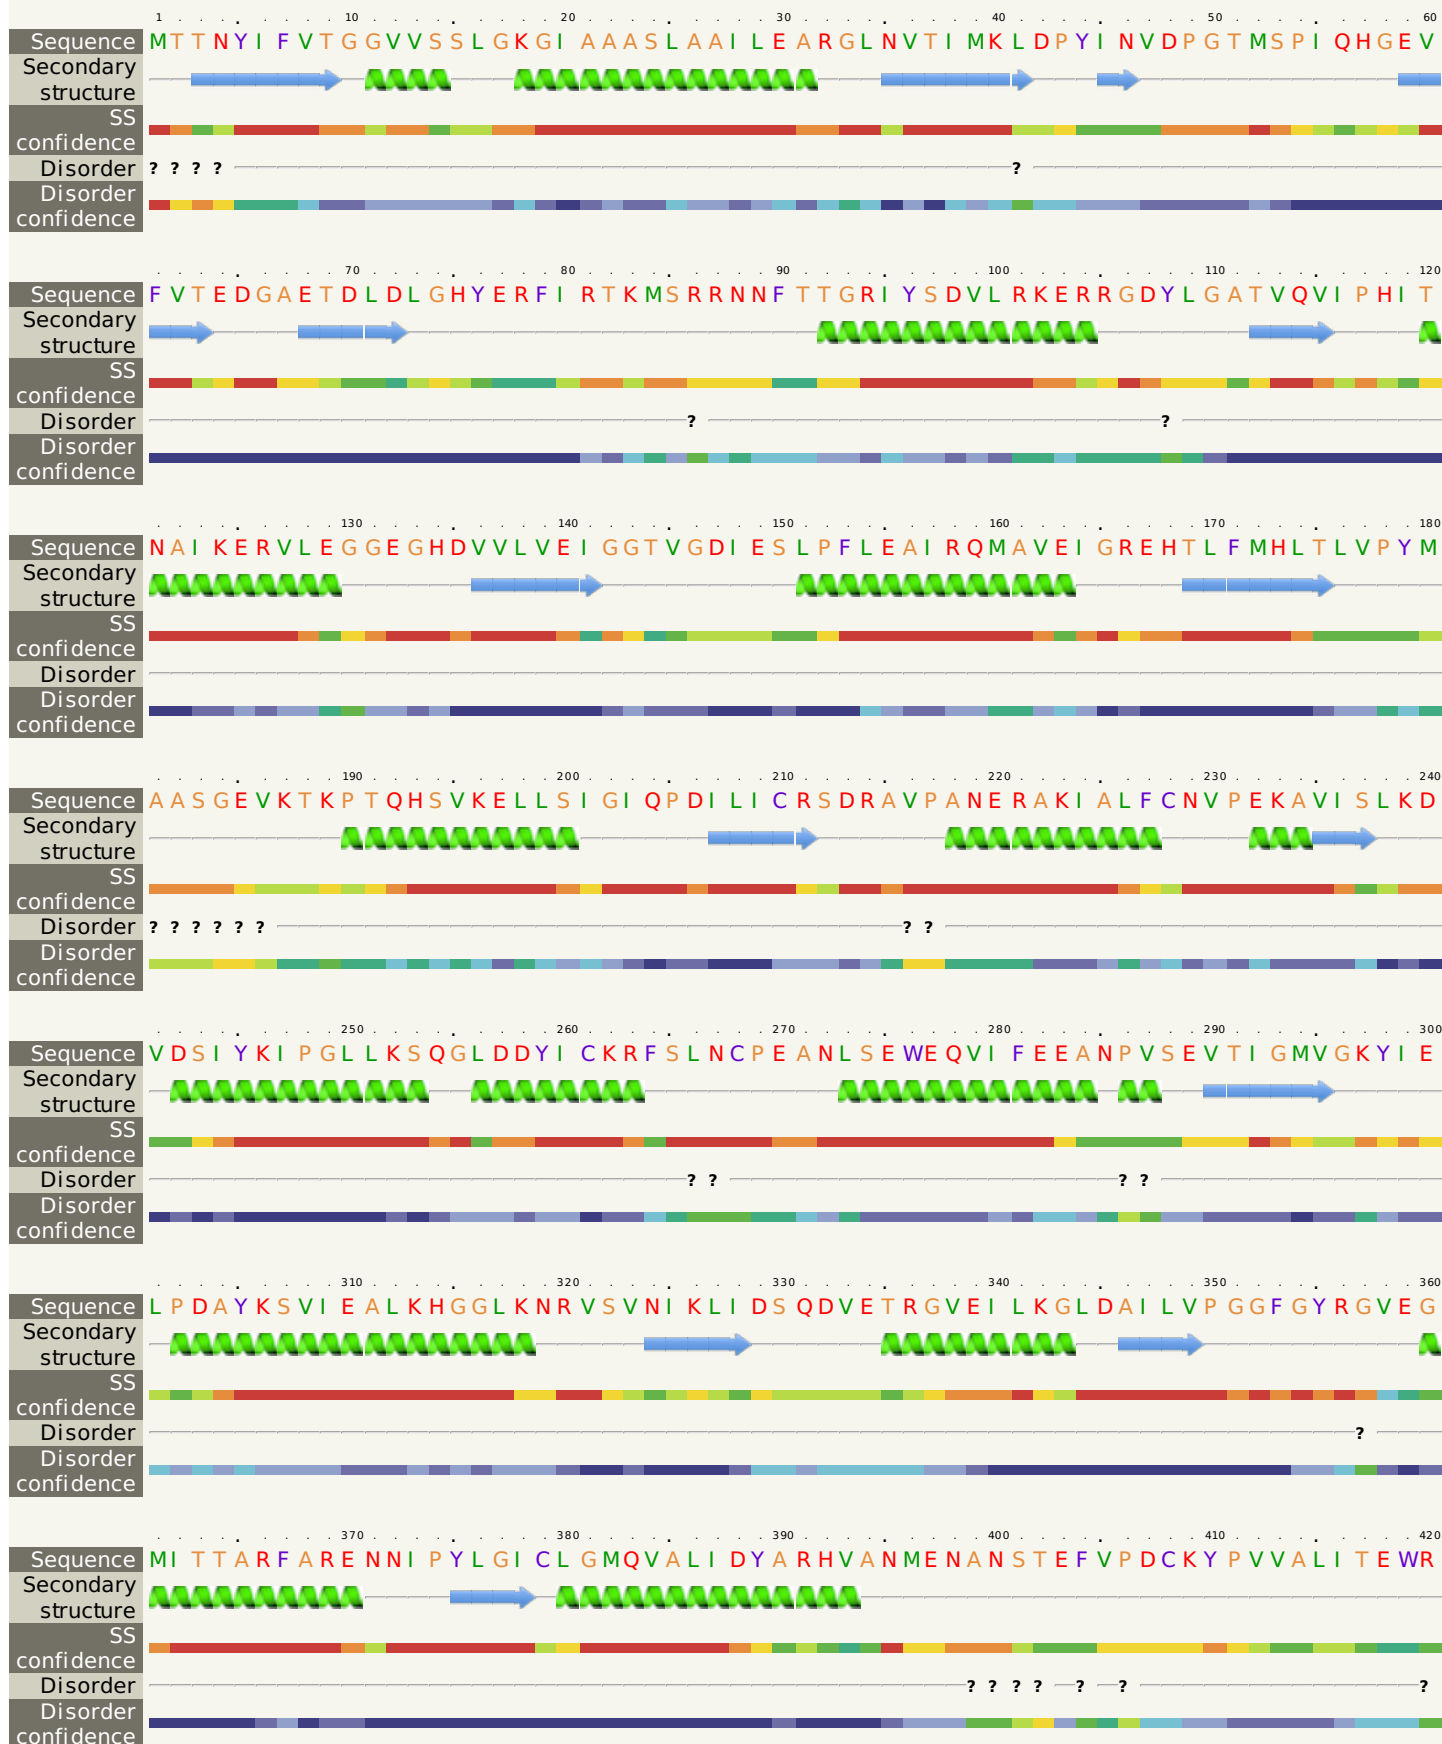 1 . . . . . . . . 10 . . . . . . . . . 20 . . . . . . . . . 30 . . . . . . . . . 40 . . . . . . . . . 50 . . . . . . . . . 60
Sequence MTTNYIFVTGGVVSSLGKGIAAASLAAILEARGLNVTIMKLDPYINVDPGTMSPIQHGEV
Secondary
structure
SS
confidence
Disorder ? ? ? ? ?
Disorder
confidence
. . . . . . . . . 70 . . . . . . . . . 80 . . . . . . . . . 90 . . . . . . . . . 100 . . . . . . . . . 110 . . . . . . . . . 120
Sequence FVTEDGAETDLDLGHYERFIRTKMSRRNNFTTGRIYSDVLRKERRGDYLGATVQVIPHIT
Secondary
structure
SS
confidence
Disorder ? ?
Disorder
confidence
. . . . . . . . . 130 . . . . . . . . . 140 . . . . . . . . . 150 . . . . . . . . . 160 . . . . . . . . . 170 . . . . . . . . . 180
Sequence NAIKERVLEGGEGHDVVLVEIGGTVGDIESLPFLEAIRQMAVEIGREHTLFMHLTLVPYM
Secondary
structure
SS
confidence
Disorder
Disorder
confidence
. . . . . . . . . 190 . . . . . . . . . 200 . . . . . . . . . 210 . . . . . . . . . 220 . . . . . . . . . 230 . . . . . . . . . 240
Sequence AASGEVKTKPTQHSVKELLSIGIQPDILICRSDRAVPANERAKIALFCNVPEKAVISLKD
Secondary
structure
SS
confidence
Disorder ? ? ? ? ? ? ? ?
Disorder
confidence
. . . . . . . . . 250 . . . . . . . . . 260 . . . . . . . . . 270 . . . . . . . . . 280 . . . . . . . . . 290 . . . . . . . . . 300
Sequence VDSIYKIPGLLKSQGLDDYICKRFSLNCPEANLSEWEQVIFEEANPVSEVTIGMVGKYIE
Secondary
structure
SS
confidence
Disorder ? ? ? ?
Disorder
confidence
. . . . . . . . . 310 . . . . . . . . . 320 . . . . . . . . . 330 . . . . . . . . . 340 . . . . . . . . . 350 . . . . . . . . . 360
Sequence LPDAYKSVIEALKHGGLKNRVSVNIKLIDSQDVETRGVEILKGLDAILVPGGFGYRGVEG
Secondary
structure
SS
confidence
Disorder ?
Disorder
confidence
. . . . . . . . . 370 . . . . . . . . . 380 . . . . . . . . . 390 . . . . . . . . . 400 . . . . . . . . . 410 . . . . . . . . . 420
Sequence MITTARFARENNIPYLGICLGMQVALIDYARHVANMENANSTEFVPDCKYPVVALITEWR
Secondary
structure
SS
confidence
Disorder ? ? ? ? ? ? ?
Disorder
confidence